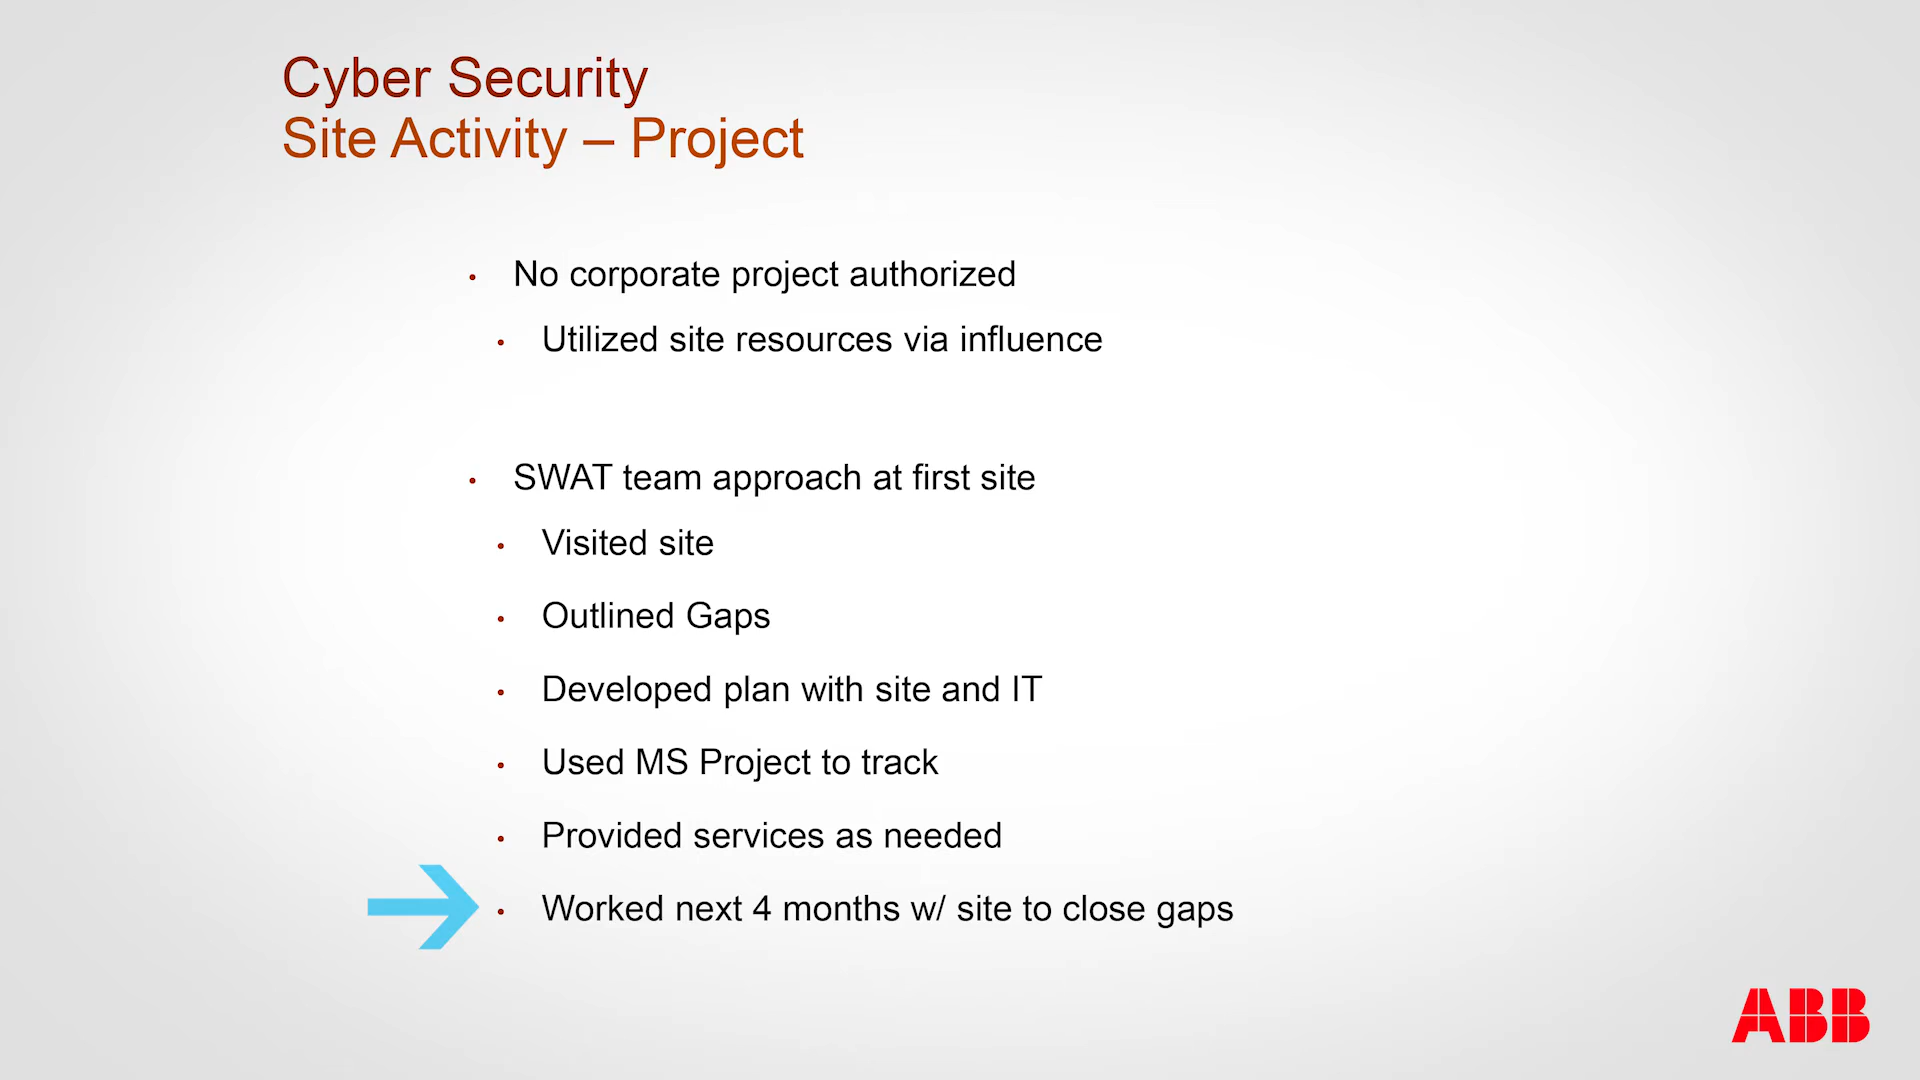 Cyber Security
Site Activity – Project
• No corporate project authorized
• Utilized site resources via influence
• SWAT team approach at first site
• Visited site
• Outlined Gaps
• Developed plan with site and IT
• Used MS Project to track
• Provided services as needed
• Worked next 4 months w/ site to close gaps
ABB